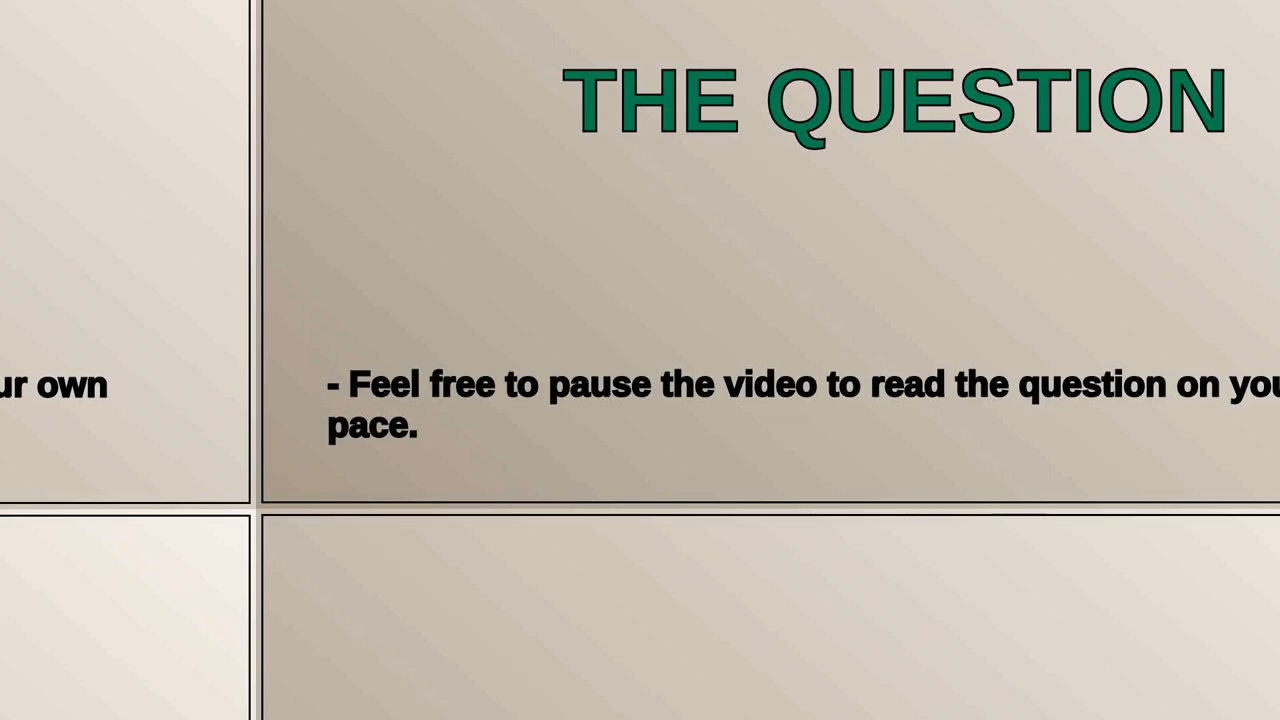 THE QUESTION
ur own
- Feel free to pause the video to read the question on you
pace.